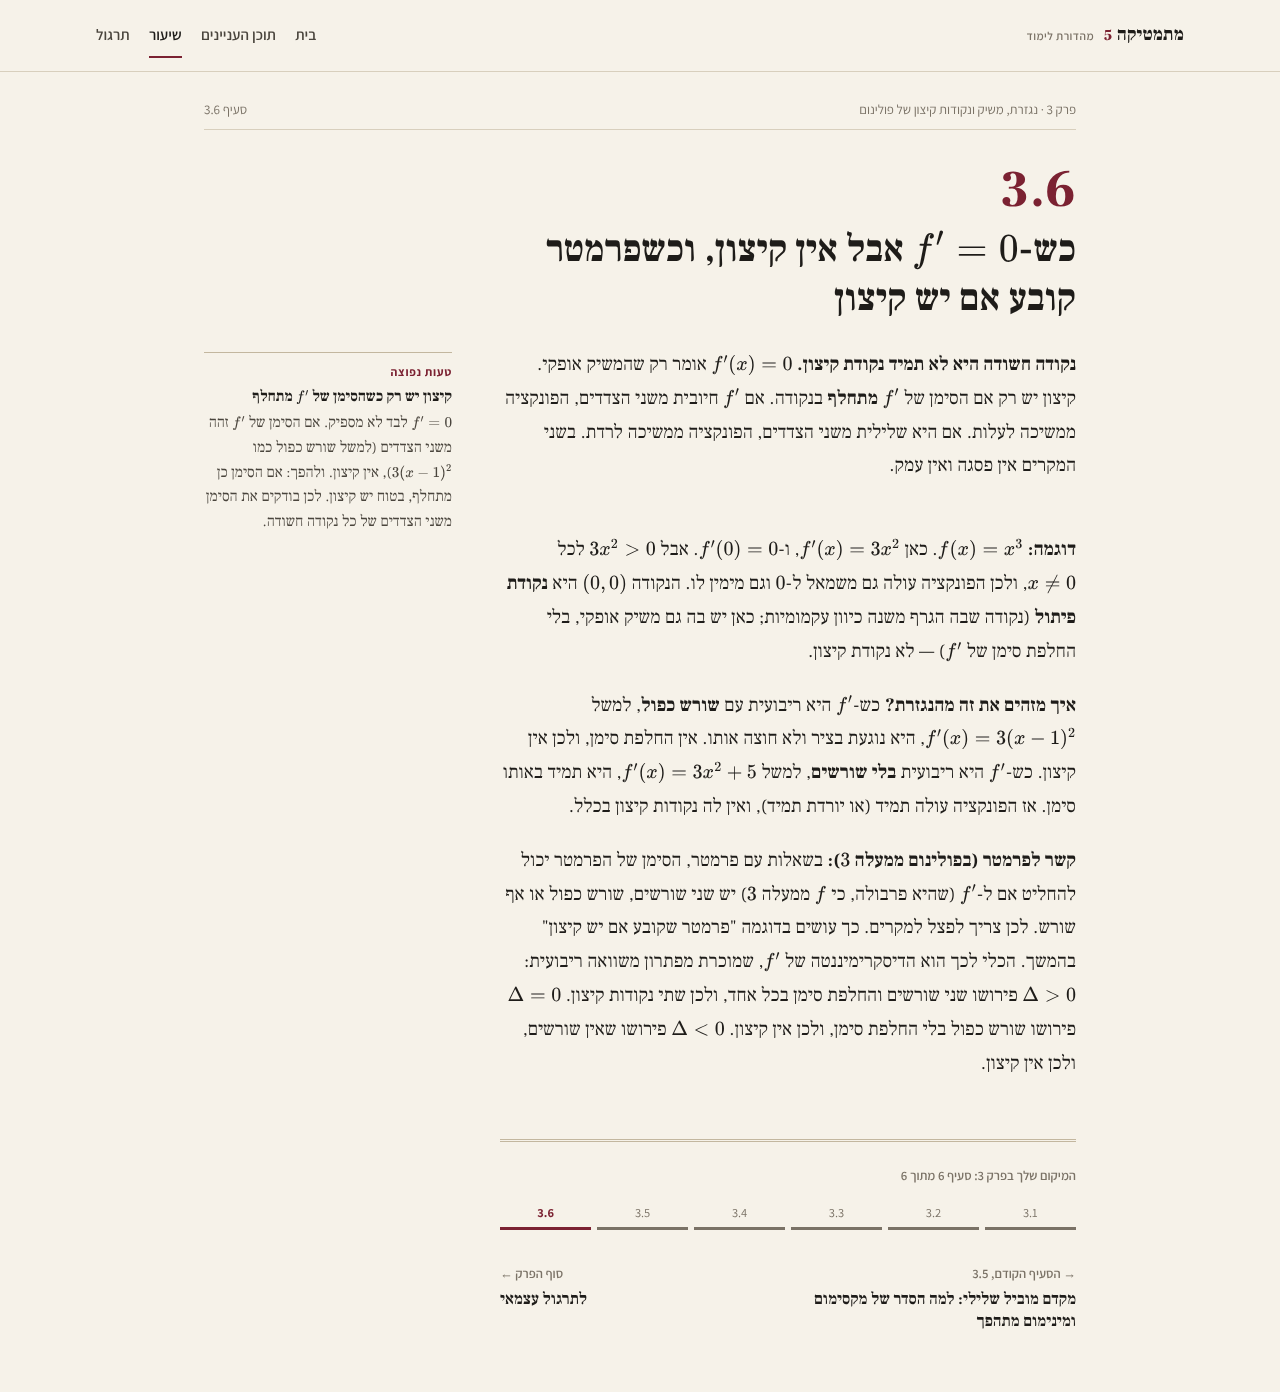 מתמטיקה 5 מהדורת לימוד
בית תוכן העניינים שיעור תרגול
פרק 3 · נגזרת, משיק ונקודות קיצון של פולינום
סעיף 3.6
3.6
כש-f′ = 0 אבל אין קיצון, וכשפרמטר
קובע אם יש קיצון
נקודה חשודה היא לא תמיד נקודת קיצון. f′(x) = 0 אומר רק שהמשיק אופקי.
קיצון יש רק אם הסימן של f′ מתחלף בנקודה. אם f′ חיובית משני הצדדים, הפונקציה
ממשיכה לעלות. אם היא שלילית משני הצדדים, הפונקציה ממשיכה לרדת. בשני
המקרים אין פסגה ואין עמק.
טעות נפוצה
קיצון יש רק כשהסימן של f′ מתחלף
f′ = 0 לבד לא מספיק. אם הסימן של f′ זהה
משני הצדדים (למשל שורש כפול כמו
3(x − 1)²), אין קיצון. ולהפך: אם הסימן כן
מתחלף, בטוח יש קיצון. לכן בודקים את הסימן
משני הצדדים של כל נקודה חשודה.
דוגמה: f(x) = x³. כאן f′(x) = 3x², ו-f′(0) = 0. אבל 3x² > 0 לכל
x ≠ 0, ולכן הפונקציה עולה גם משמאל ל-0 וגם מימין לו. הנקודה (0, 0) היא נקודת
פיתול (נקודה שבה הגרף משנה כיוון עקמומיות; כאן יש בה גם משיק אופקי, בלי
החלפת סימן של f′) — לא נקודת קיצון.
איך מזהים את זה מהנגזרת? כש-f′ היא ריבועית עם שורש כפול, למשל
f′(x) = 3(x − 1)², היא נוגעת בציר ולא חוצה אותו. אין החלפת סימן, ולכן אין
קיצון. כש-f′ היא ריבועית בלי שורשים, למשל f′(x) = 3x² + 5, היא תמיד באותו
סימן. אז הפונקציה עולה תמיד (או יורדת תמיד), ואין לה נקודות קיצון בכלל.
קשר לפרמטר (בפולינום ממעלה 3): בשאלות עם פרמטר, הסימן של הפרמטר יכול
להחליט אם ל-f′ (שהיא פרבולה, כי f ממעלה 3) יש שני שורשים, שורש כפול או אף
שורש. לכן צריך לפצל למקרים. כך עושים בדוגמה "פרמטר שקובע אם יש קיצון"
בהמשך. הכלי לכך הוא הדיסקרימיננטה של f′, שמוכרת מפתרון משוואה ריבועית:
Δ > 0 פירושו שני שורשים והחלפת סימן בכל אחד, ולכן שתי נקודות קיצון. Δ = 0
פירושו שורש כפול בלי החלפת סימן, ולכן אין קיצון. Δ < 0 פירושו שאין שורשים,
ולכן אין קיצון.
המיקום שלך בפרק 3: סעיף 6 מתוך 6
3.1 3.2 3.3 3.4 3.5 3.6
→ הסעיף הקודם, 3.5
מקדם מוביל שלילי: למה הסדר של מקסימום
ומינימום מתהפך
סוף הפרק ←
לתרגול עצמאי